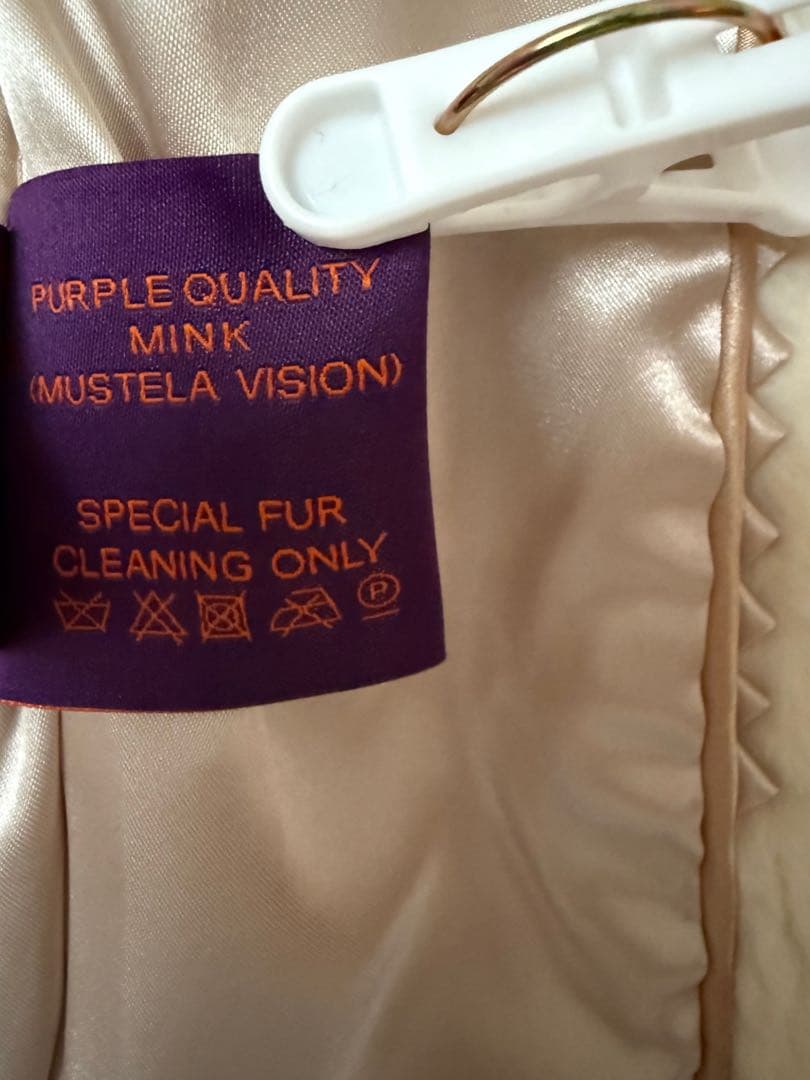 PURPLE QUALITY
MINK
(MUSTELA VISION)
SPECIAL FUR
CLEANING ONLY
P